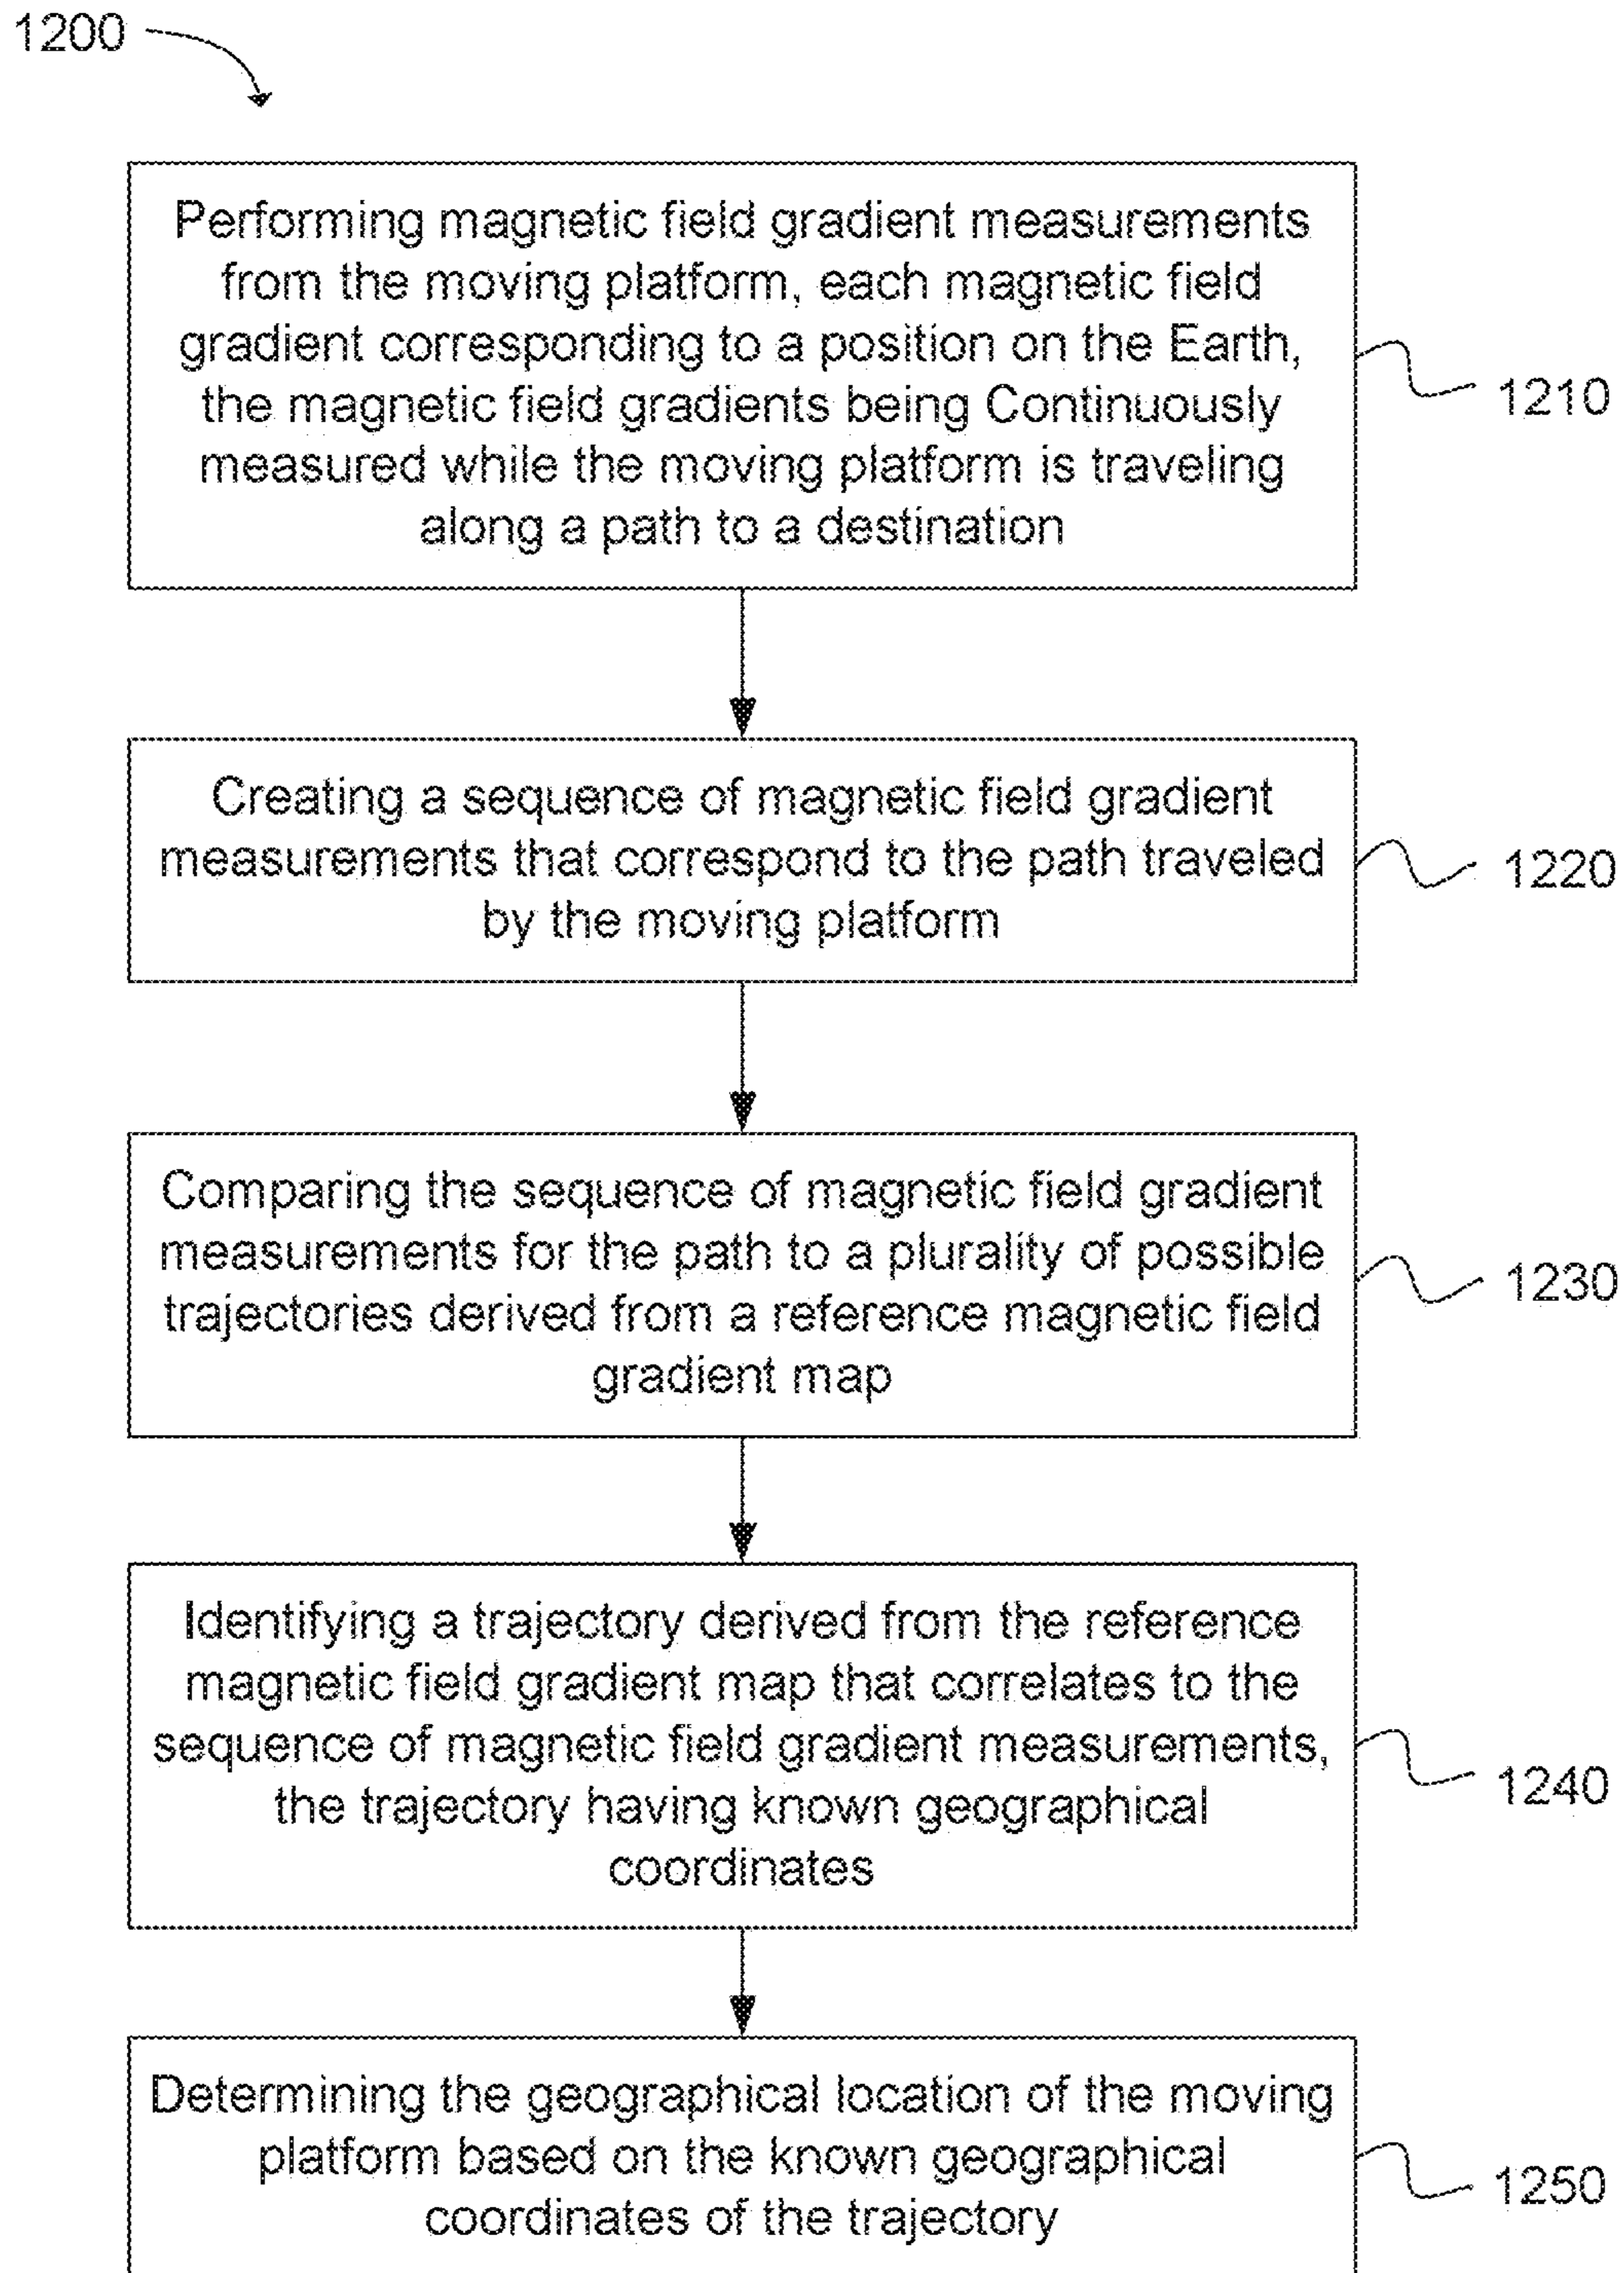 1200
Performing magnetic field gradient measurements
from the moving platform, each magnetic field
gradient corresponding to a position on the Earth,
the magnetic field gradients being Continuously
measured while the moving platform is traveling
along a path to a destination
1210
Creating a sequence of magnetic field gradient
measurements that correspond to the path traveled
by the moving platform
1220
Comparing the sequence of magnetic field gradient
measurements for the path to a plurality of possible
trajectories derived from a reference magnetic field
gradient map
1230
Identifying a trajectory derived from the reference
magnetic field gradient map that correlates to the
sequence of magnetic field gradient measurements,
the trajectory having known geographical
coordinates
1240
Determining the geographical location of the moving
platform based on the known geographical
coordinates of the trajectory
1250